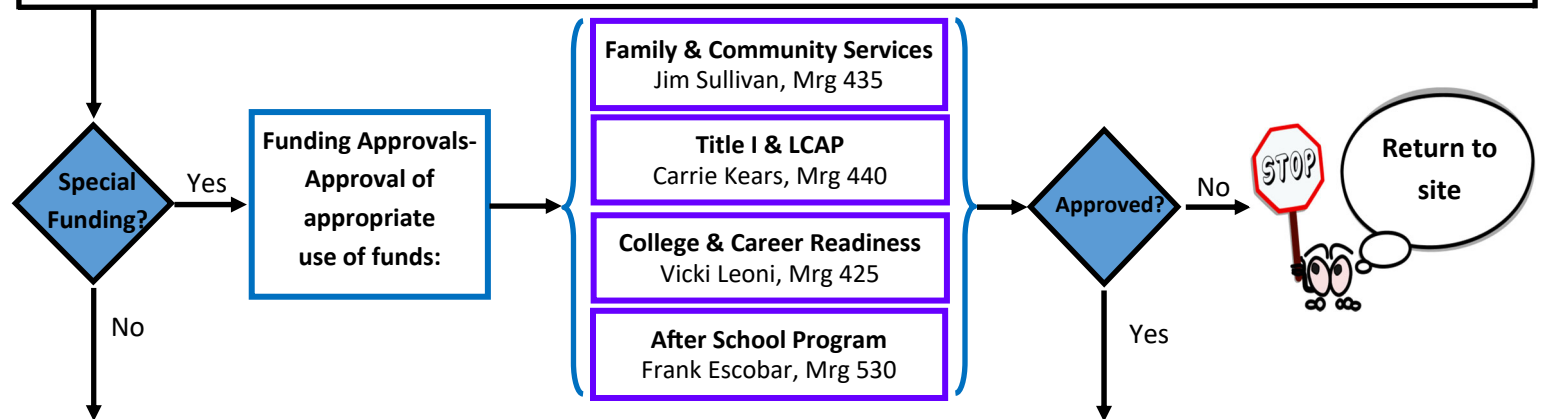 Special
Funding?
Yes
No
Funding Approvals-
Approval of
appropriate
use of funds:
Family & Community Services
Jim Sullivan, Mrg 435
Title I & LCAP
Carrie Kears, Mrg 440
College & Career Readiness
Vicki Leoni, Mrg 425
After School Program
Frank Escobar, Mrg 530
Approved?
No
Yes
STOP
Return to
site